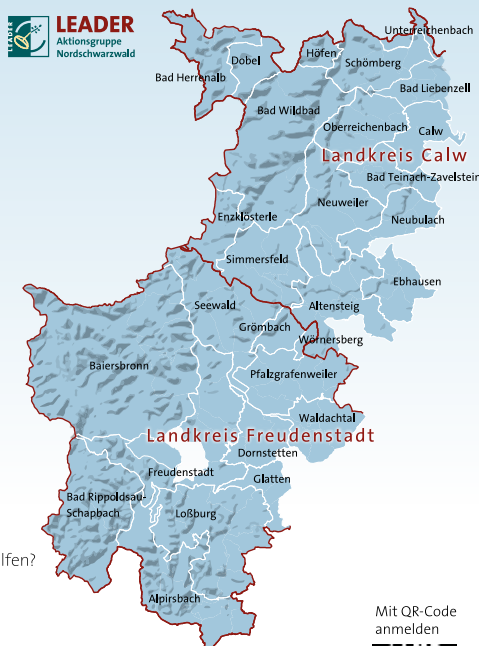 LEADER
LEADER
Aktionsgruppe
Nordschwarzwald
Unterreichenbach
Dobel
Höfen
Schömberg
Bad Herrenalb
Bad Liebenzell
Bad Wildbad
Oberreichenbach
Calw
Landkreis Calw
Bad Teinach-Zavelstein
Neuweiler
Enzklösterle
Neubulach
Simmersfeld
Ebhausen
Seewald
Altensteig
Grömbach
Wörnersberg
Baiersbronn
Pfalzgrafenweiler
Waldachtal
Landkreis Freudenstadt
Dornstetten
Freudenstadt
Glatten
Bad Rippoldsau-
Schapbach
Loßburg
lfen?
Alpirsbach
Mit QR-Code
anmelden